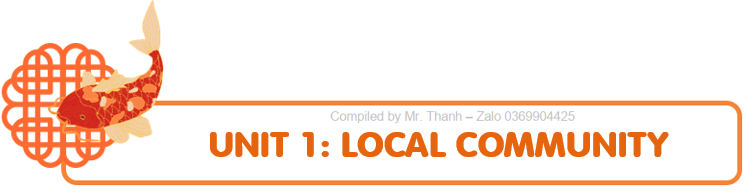 Compiled by Mr. Thanh – Zalo 0369904425
UNIT 1: LOCAL COMMUNITY